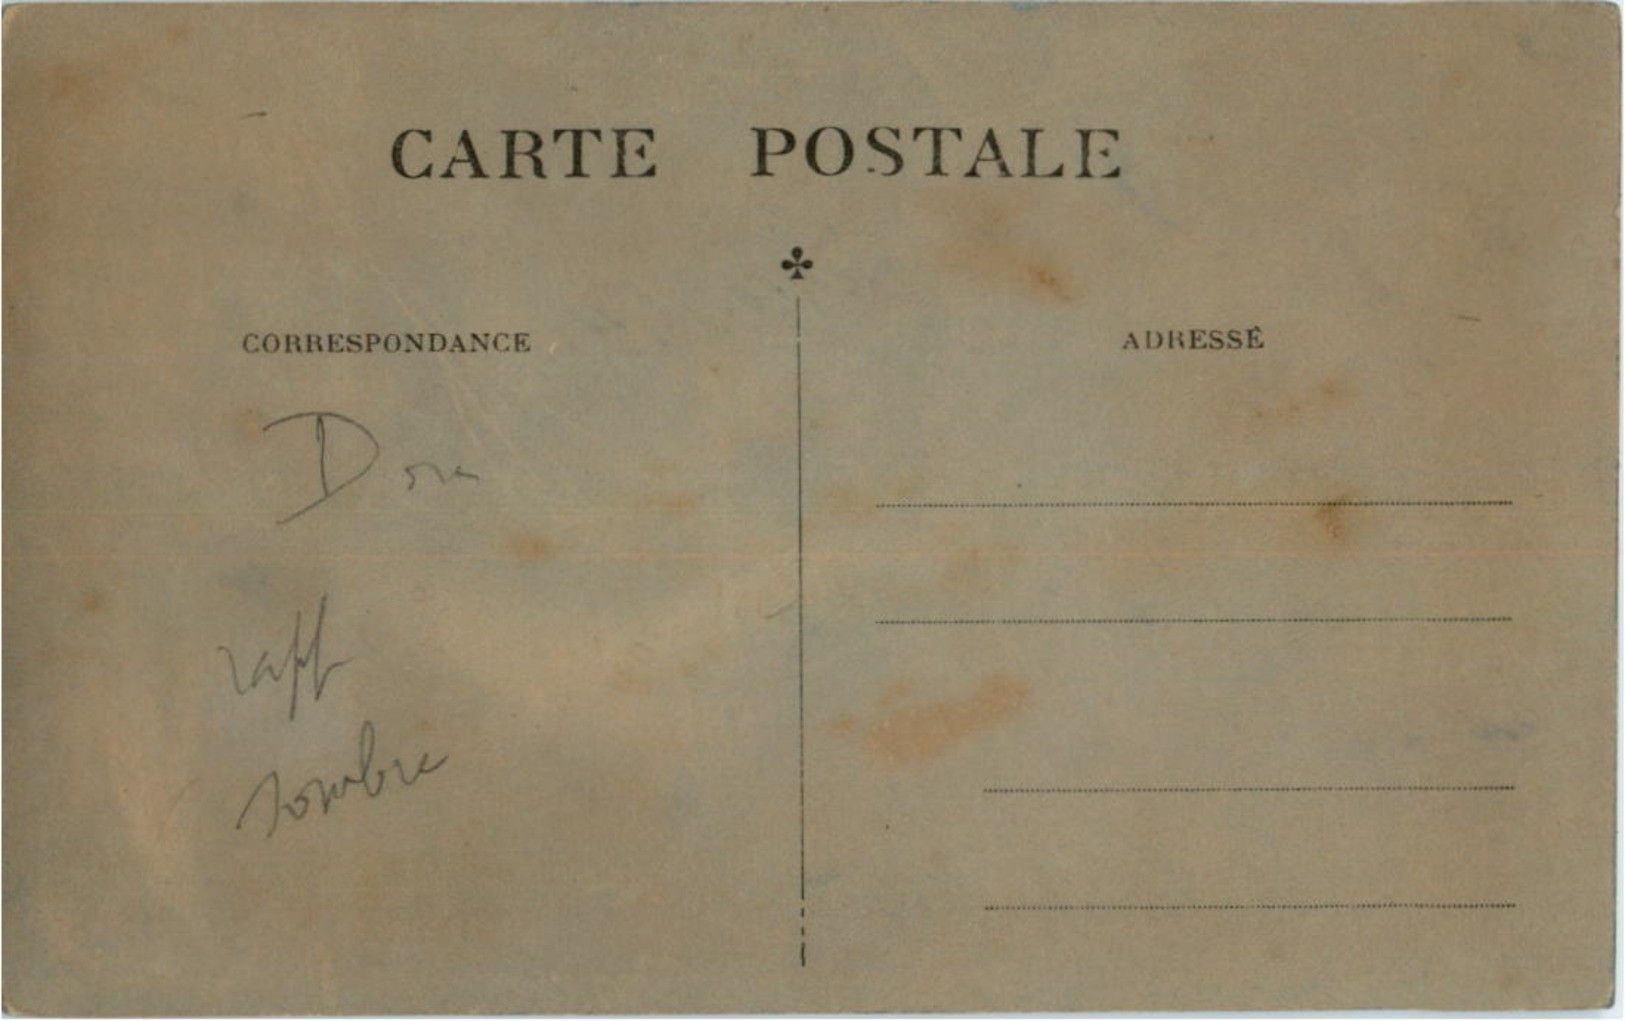 CARTE POSTALE
CORRESPONDANCE
ADRESSE
sombre